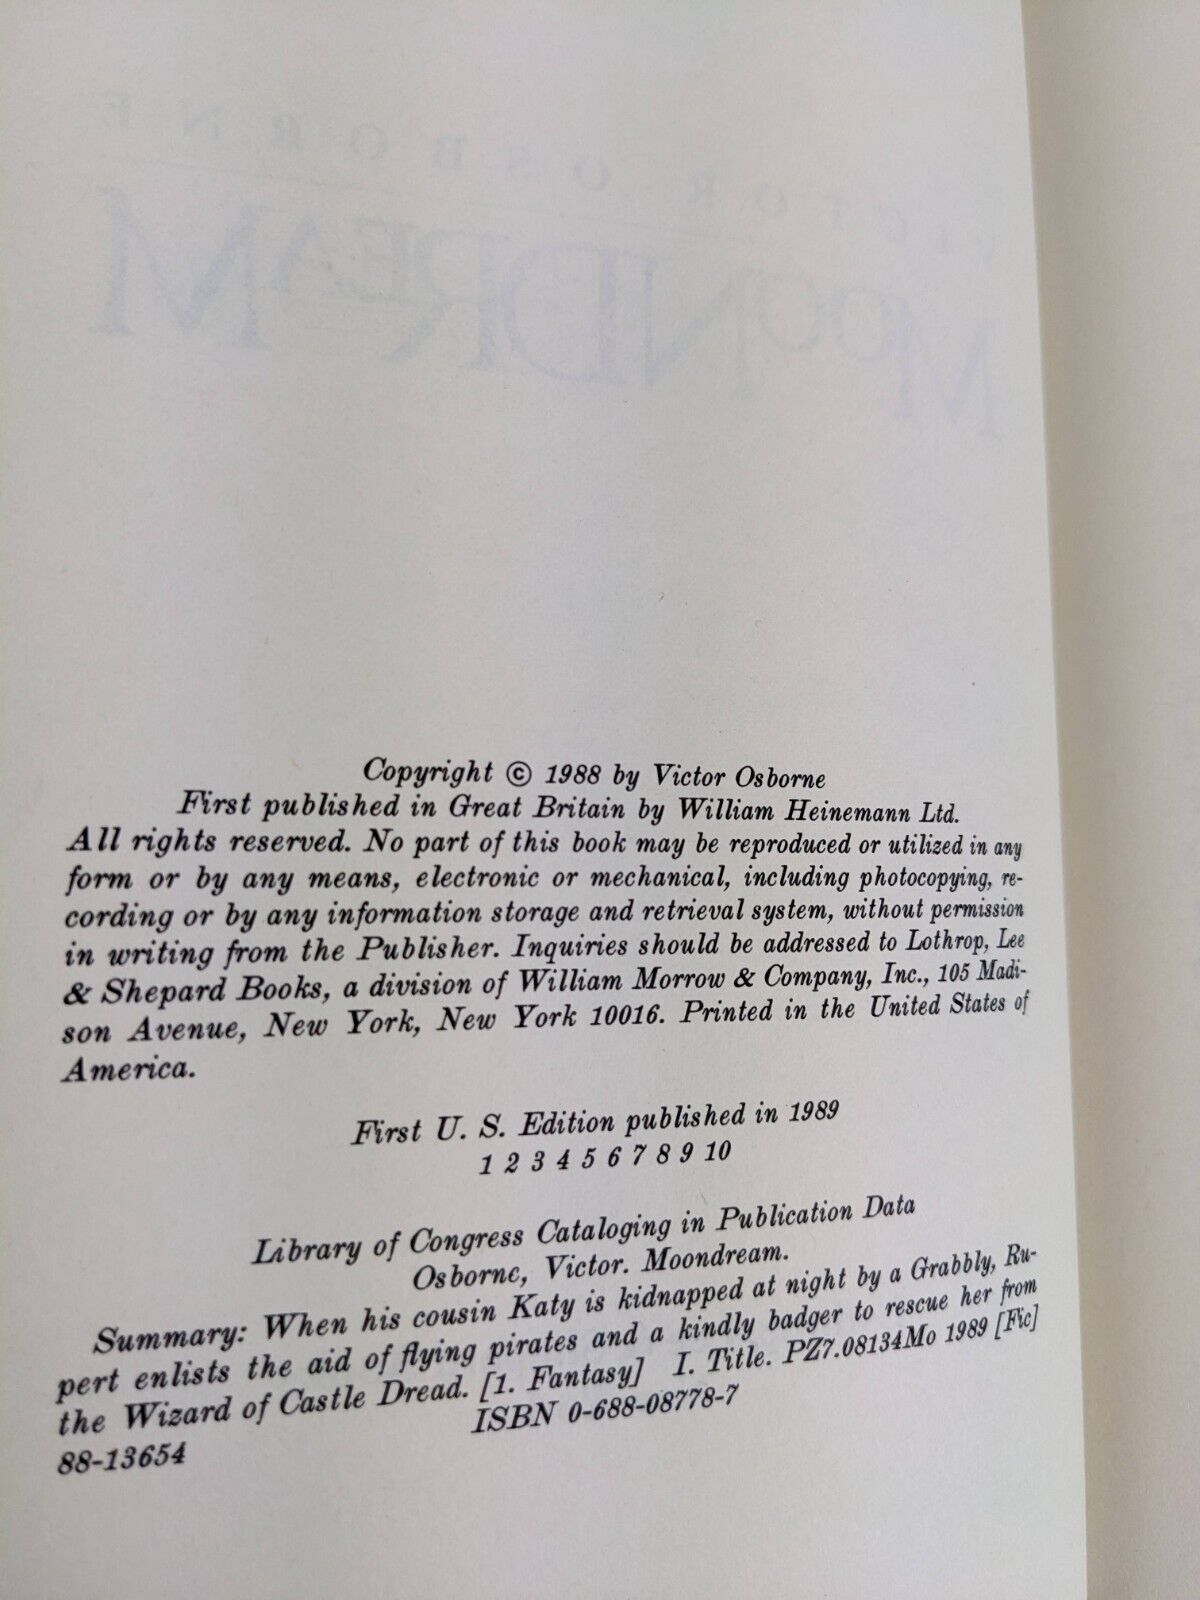 Copyright © 1988 by Victor Osborne
First published in Great Britain by William Heinemann Ltd.
All rights reserved. No part of this book may be reproduced or utilized in any
form or by any means, electronic or mechanical, including photocopying, re-
cording or by any information storage and retrieval system, without permission
in writing from the Publisher. Inquiries should be addressed to Lothrop, Lee
& Shepard Books, a division of William Morrow & Company, Inc., 105 Madi-
son Avenue, New York, New York 10016. Printed in the United States of
America.
First U. S. Edition published in 1989
1 2 3 4 5 6 7 8 9 10
Library of Congress Cataloging in Publication Data
Osborne, Victor. Moondream.
Summary: When his cousin Katy is kidnapped at night by a Grabbly, Ru-
pert enlists the aid of flying pirates and a kindly badger to rescue her from
the Wizard of Castle Dread. [1. Fantasy] I. Title. PZ7.08134Mo 1989 [Fic]
88-13654 ISBN 0-688-08778-7